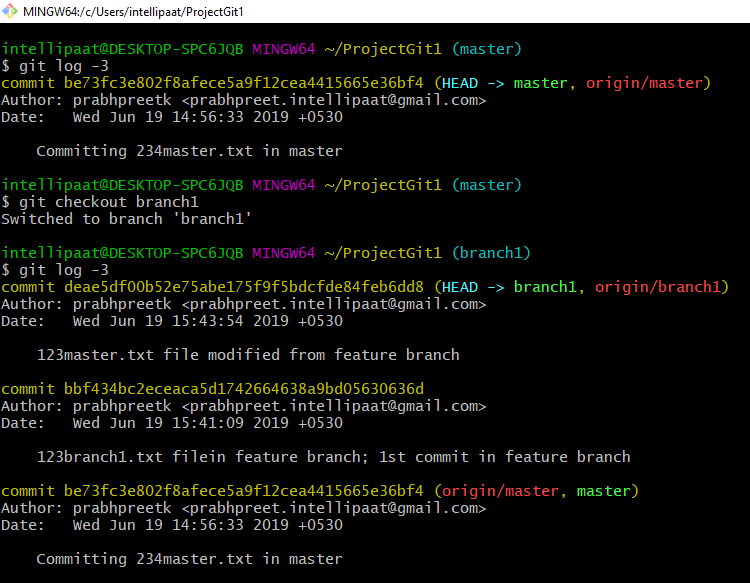 MINGW64:/c/Users/intellipaat/ProjectGit1
intellipaat@DESKTOP-SPC6JQB MINGW64 ~/ProjectGit1 (master)
$ git log -3
commit be73fc3e802f8afece5a9f12cea4415665e36bf4 (HEAD -> master, origin/master)
Author: prabhpreetk <prabhpreet.intellipaat@gmail.com>
Date:   Wed Jun 19 14:56:33 2019 +0530
    Committing 234master.txt in master
intellipaat@DESKTOP-SPC6JQB MINGW64 ~/ProjectGit1 (master)
$ git checkout branch1
Switched to branch 'branch1'
intellipaat@DESKTOP-SPC6JQB MINGW64 ~/ProjectGit1 (branch1)
$ git log -3
commit deae5df00b52e75abe175f9f5bdcfde84feb6dd8 (HEAD -> branch1, origin/branch1)
Author: prabhpreetk <prabhpreet.intellipaat@gmail.com>
Date:   Wed Jun 19 15:43:54 2019 +0530
    123master.txt file modified from feature branch
commit bbf434bc2eceaca5d1742664638a9bd05630636d
Author: prabhpreetk <prabhpreet.intellipaat@gmail.com>
Date:   Wed Jun 19 15:41:09 2019 +0530
    123branch1.txt filein feature branch; 1st commit in feature branch
commit be73fc3e802f8afece5a9f12cea4415665e36bf4 (origin/master, master)
Author: prabhpreetk <prabhpreet.intellipaat@gmail.com>
Date:   Wed Jun 19 14:56:33 2019 +0530
    Committing 234master.txt in master